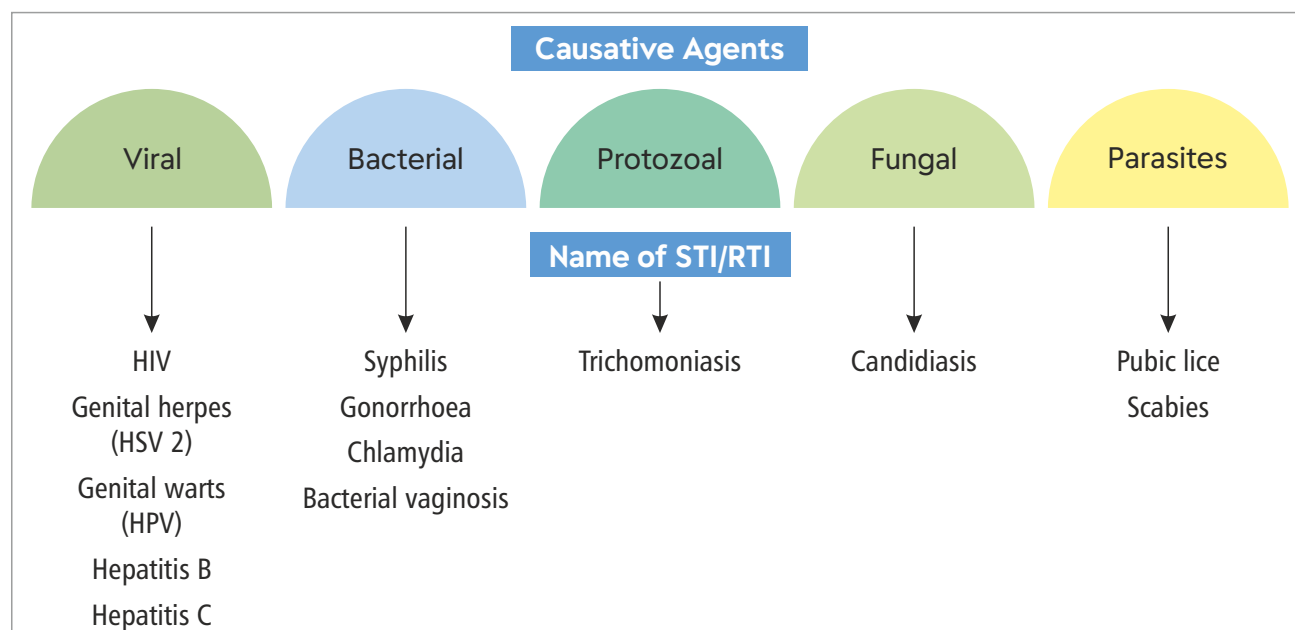 Causative Agents
Viral
Bacterial
Protozoal
Fungal
Parasites
Name of STI/RTI
HIV
Genital herpes
(HSV 2)
Genital warts
(HPV)
Hepatitis B
Hepatitis C
Syphilis
Gonorrhoea
Chlamydia
Bacterial vaginosis
Trichomoniasis
Candidiasis
Pubic lice
Scabies